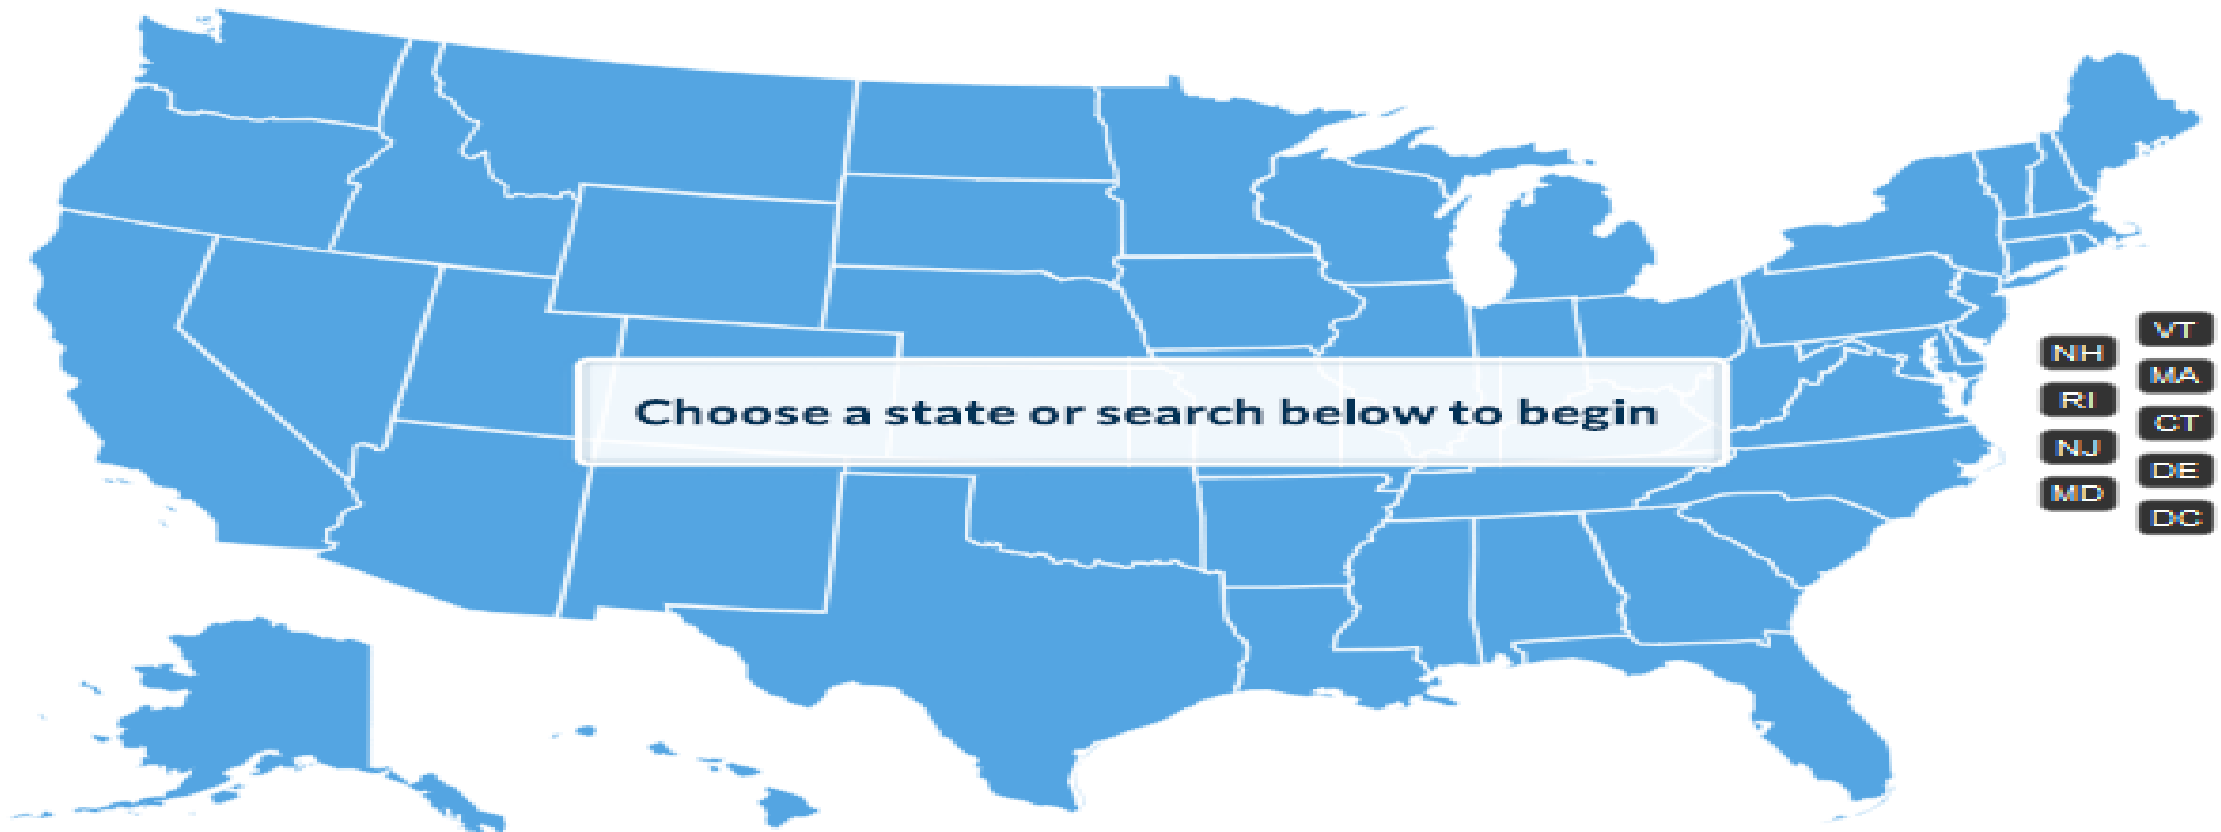 Choose a state or search below to begin
VT
NH
MA
RI
CT
NJ
DE
MD
DC